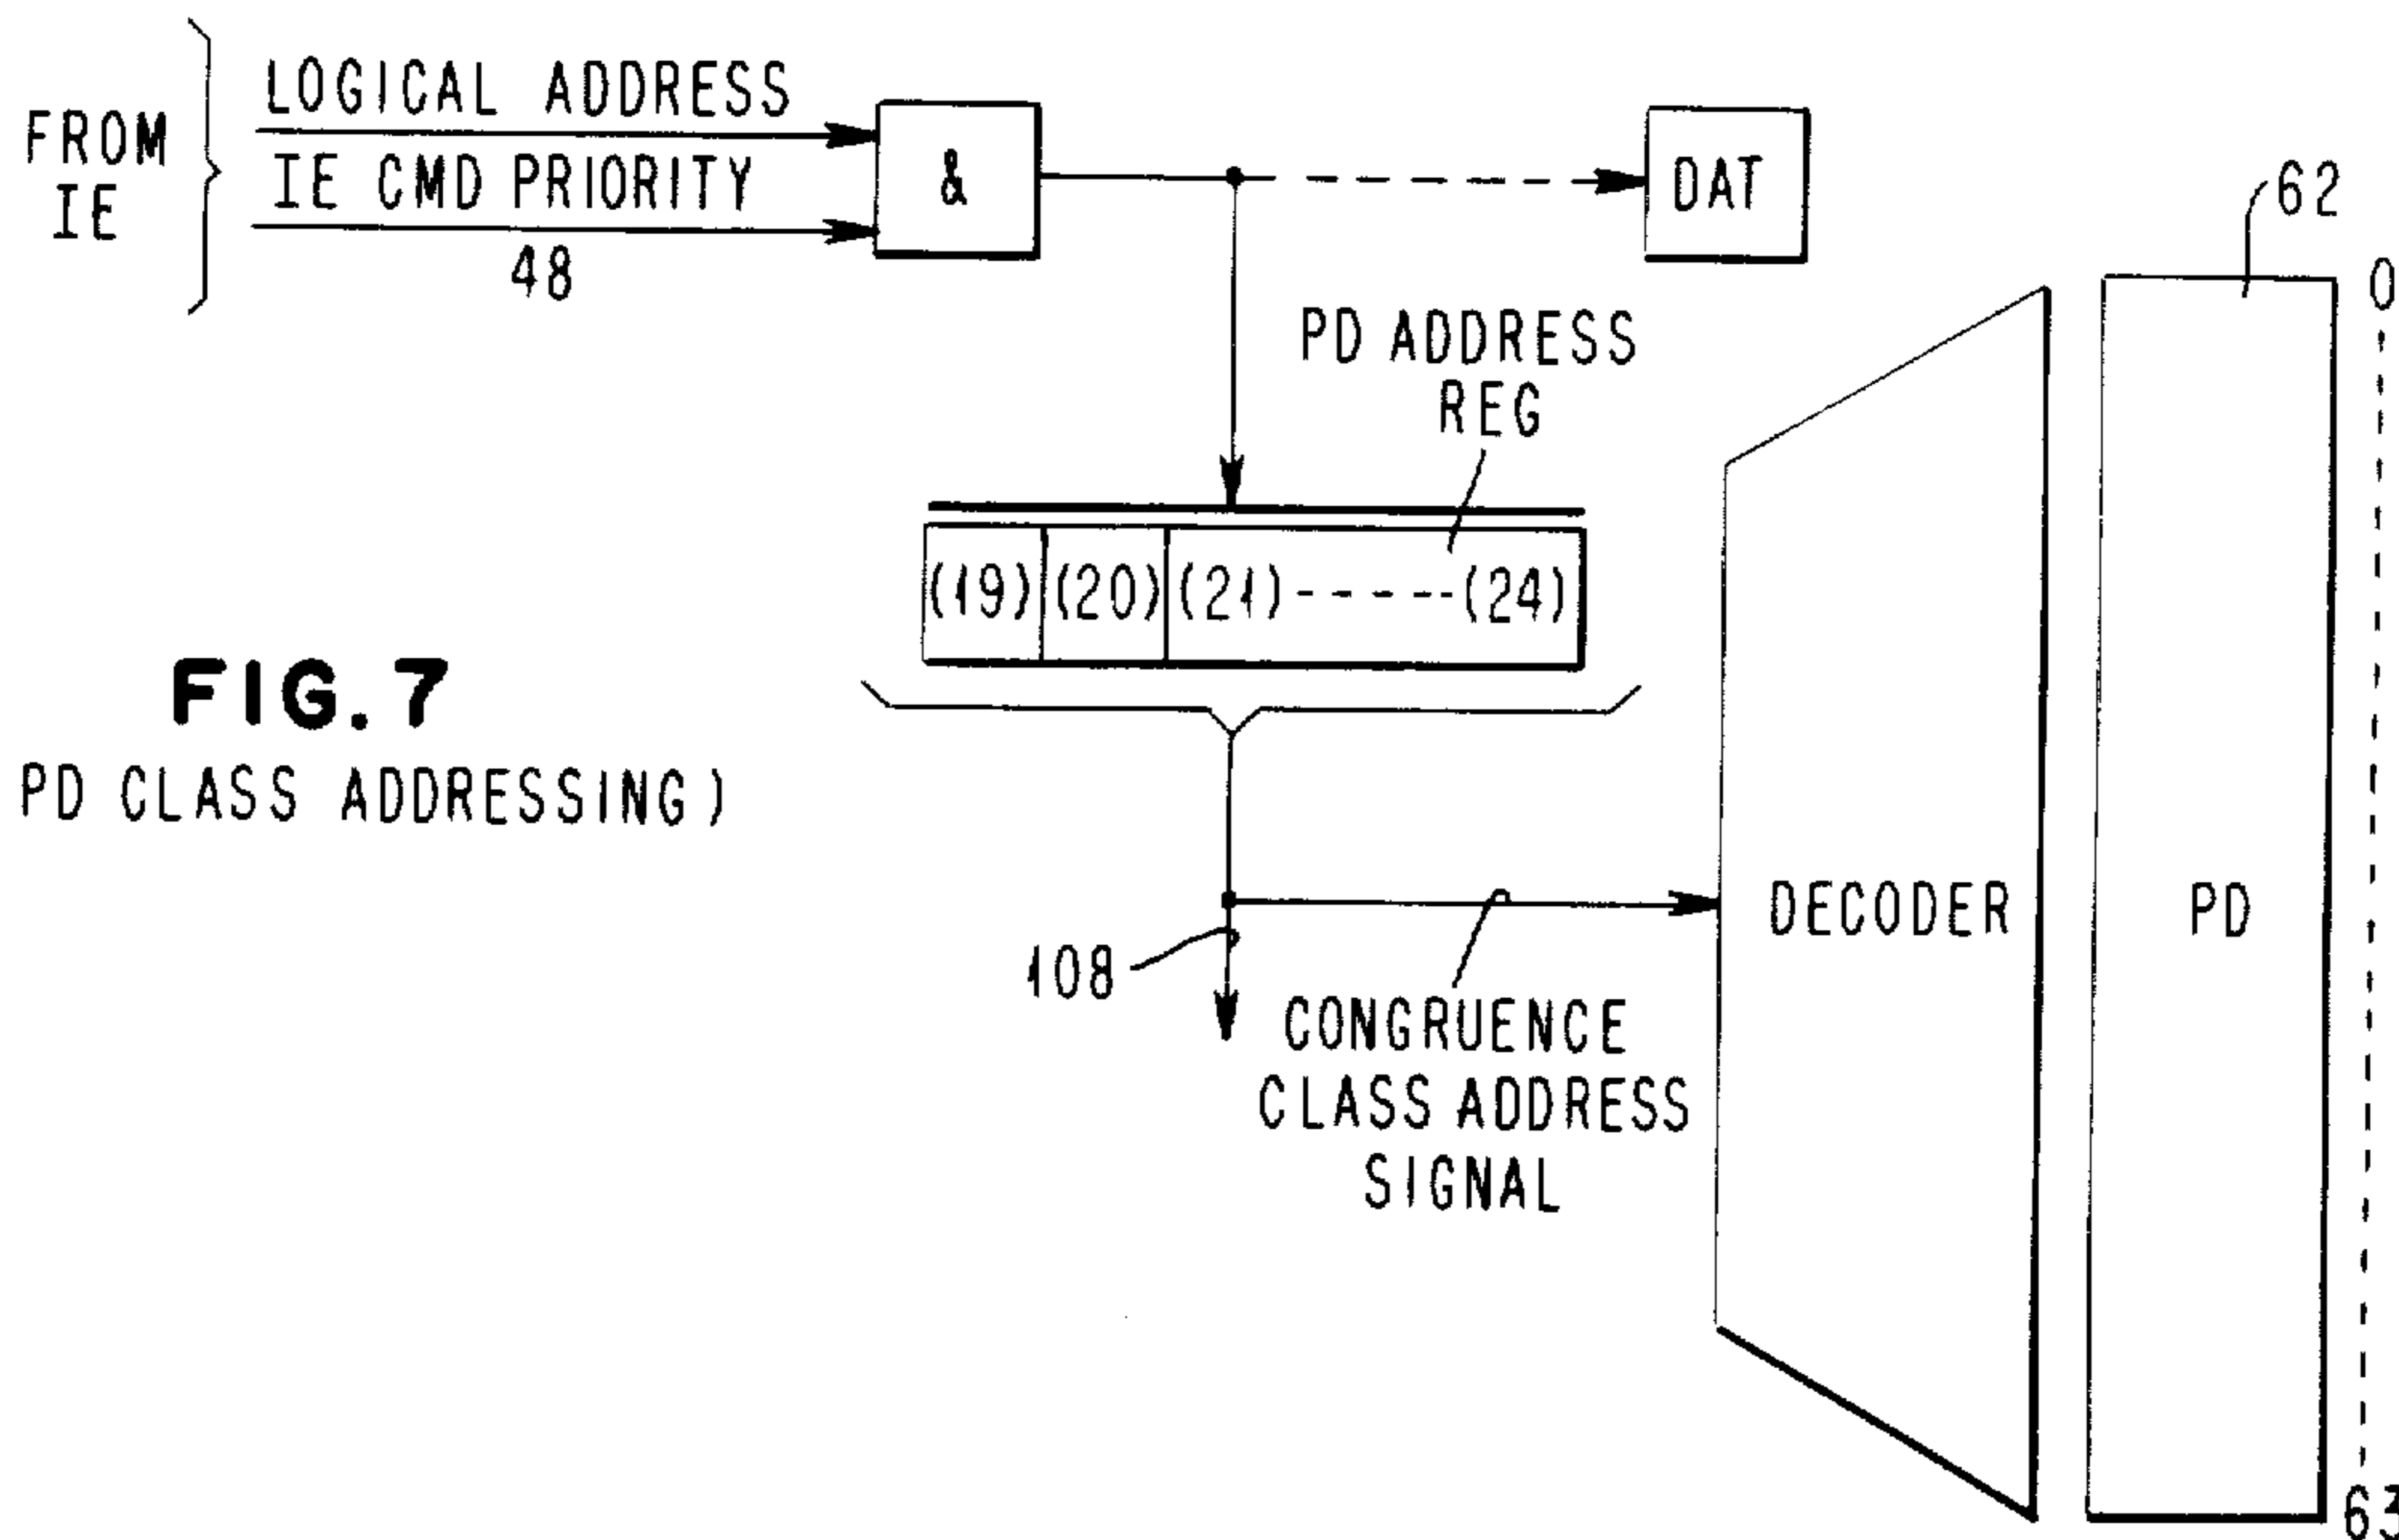 FROM
IE
LOGICAL ADDRESS
IE CMD PRIORITY
48
&
DAT
62
0
PD ADDRESS
REG
(19) (20) (21) ----- (24)
FIG. 7
PD CLASS ADDRESSING)
DECODER
PD
108
CONGRUENCE
CLASS ADDRESS
SIGNAL
63